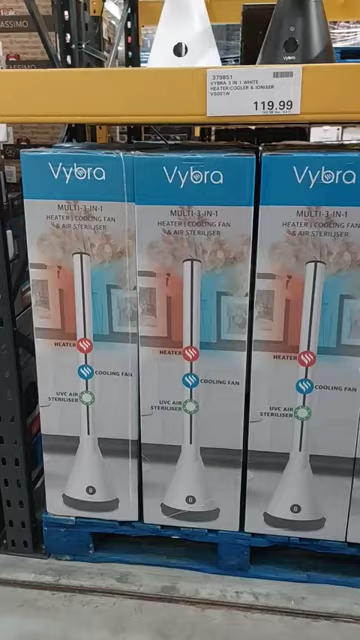 ASSIMO
ASSIMO
379851
VYBRA 3 IN 1 WHITE
HEATER COOLER & IONISER
VS001W
119.99
Vybra
MULTI-3-IN-1
HEATER | COOLING FAN
& AIR STERILISER
HEATER
COOLING FAN
UVC AIR
STERILISER
Vybra
MULTI-3-IN-1
HEATER | COOLING FAN
& AIR STERILISER
HEATER
COOLING FAN
UVC AIR
STERILISER
Vybra
MULTI-3-IN-1
HEATER | COOLING FAN
& AIR STERILISER
HEATER
COOLING FAN
UVC AIR
STERILISER